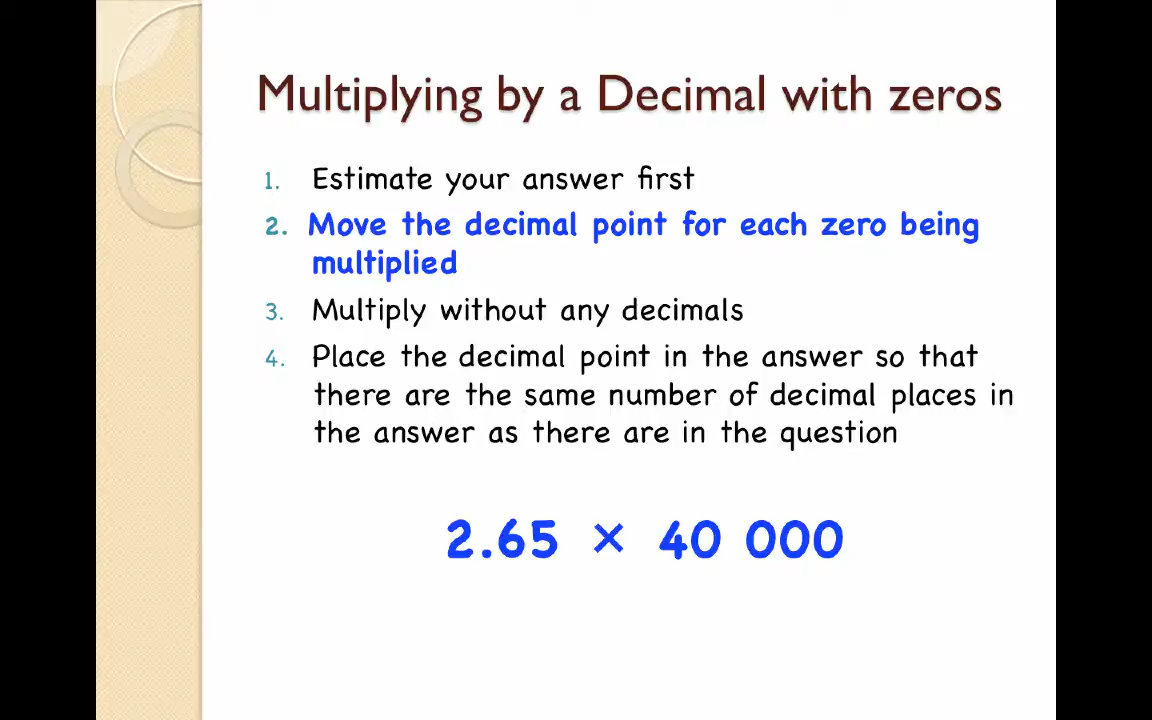 Multiplying by a Decimal with zeros
1. Estimate your answer first
2. Move the decimal point for each zero being
multiplied
3. Multiply without any decimals
4. Place the decimal point in the answer so that
there are the same number of decimal places in
the answer as there are in the question
2.65 × 40 000